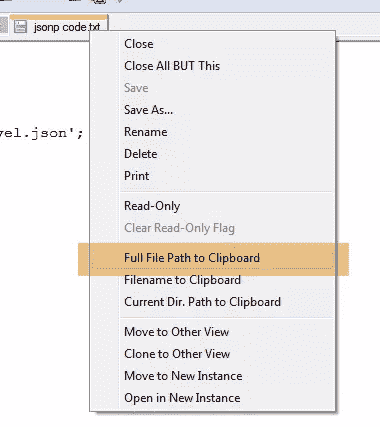 jsonp code.txt
Close
Close All BUT This
Save
Save As...
Rename
vel.json';
Delete
Print
Read-Only
Clear Read-Only Flag
Full File Path to Clipboard
Filename to Clipboard
Current Dir. Path to Clipboard
Move to Other View
Clone to Other View
Move to New Instance
Open in New Instance